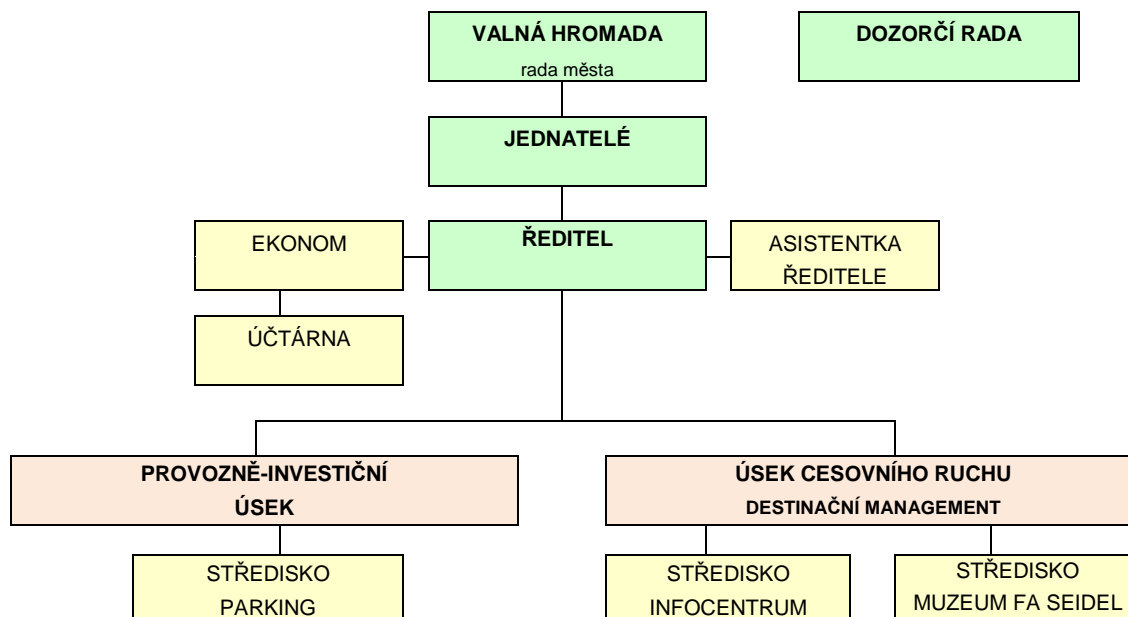 VALNÁ HROMADA
rada města
DOZORČÍ RADA
JEDNATELÉ
EKONOM
ŘEDITEL
ASISTENTKA
ŘEDITELE
ÚČTÁRNA
PROVOZNĚ-INVESTIČNÍ
ÚSEK
ÚSEK CESOVNÍHO RUCHU
DESTINAČNÍ MANAGEMENT
STŘEDISKO
PARKING
STŘEDISKO
INFOCENTRUM
STŘEDISKO
MUZEUM FA SEIDEL